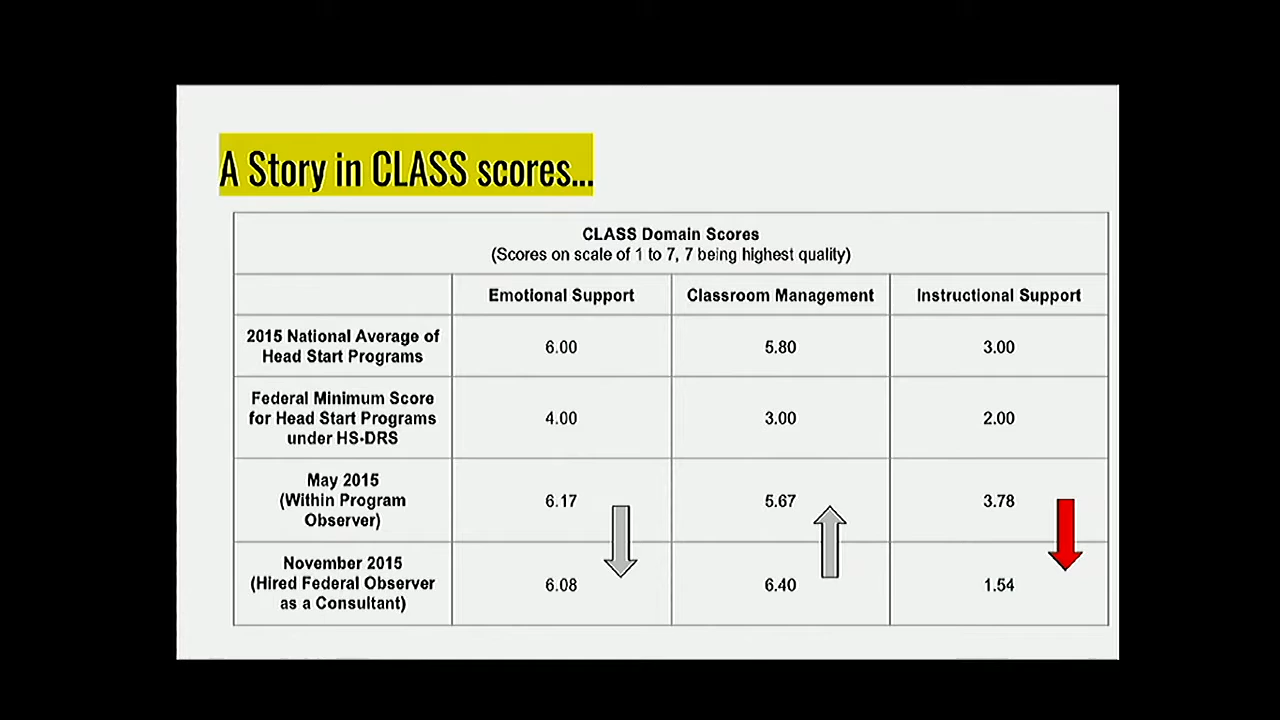 A Story in CLASS scores...
CLASS Domain Scores
(Scores on scale of 1 to 7, 7 being highest quality)
Emotional Support Classroom Management Instructional Support
2015 National Average of
Head Start Programs
6.00 5.80 3.00
Federal Minimum Score
for Head Start Programs
under HS-DRS
4.00 3.00 2.00
May 2015
(Within Program
Observer)
6.17 5.67 3.78
November 2015
(Hired Federal Observer
as a Consultant)
6.08 6.40 1.54